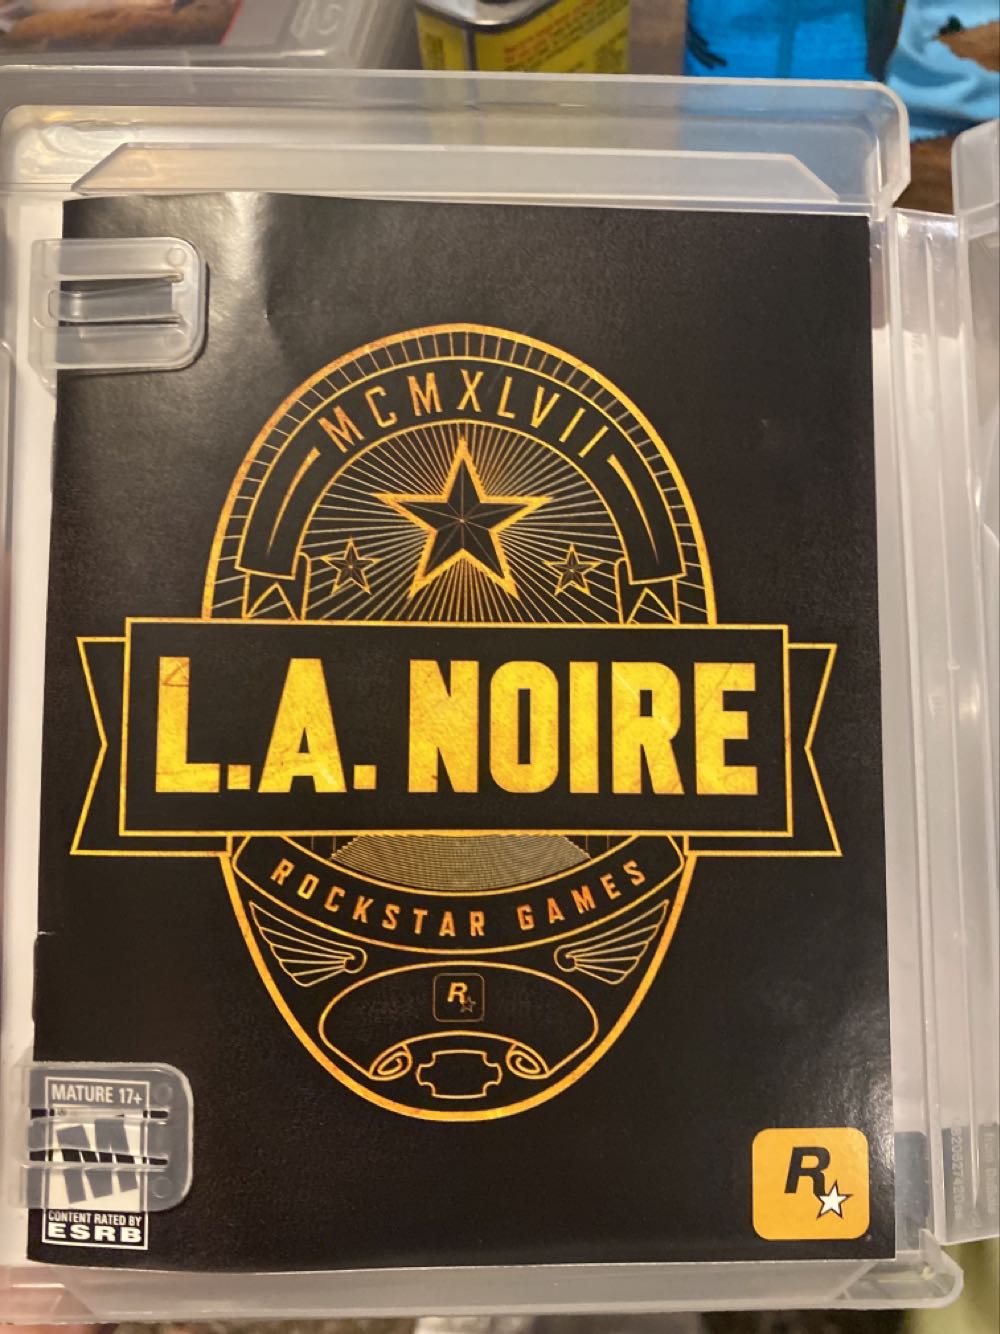 MCMXLVII
L.A. NOIRE
ROCKSTAR GAMES
R
MATURE 17+
M
CONTENT RATED BY
ESRB
R